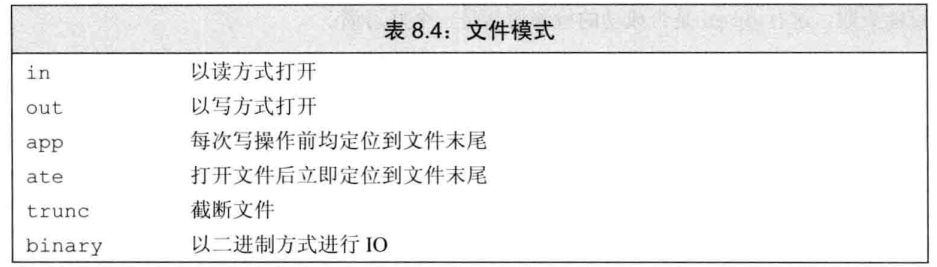 表 8.4：文件模式
in 以读方式打开
out 以写方式打开
app 每次写操作前均定位到文件末尾
ate 打开文件后立即定位到文件末尾
trunc 截断文件
binary 以二进制方式进行 IO